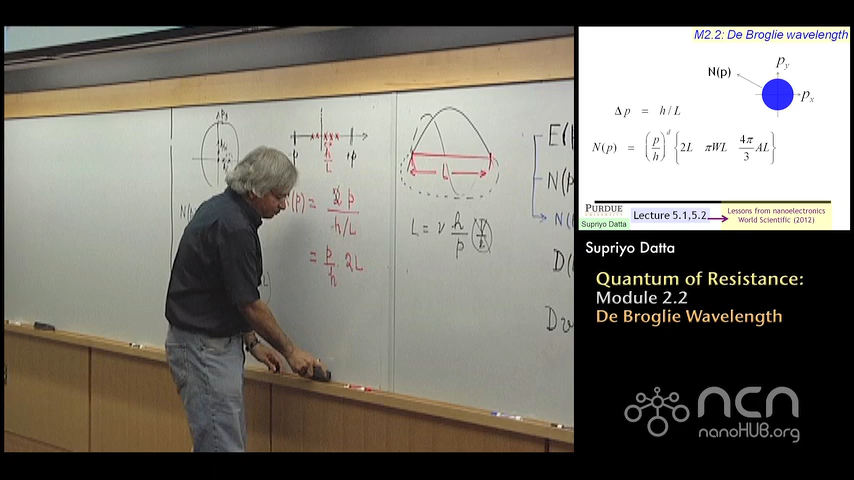 M2.2: De Broglie wavelength
N(p)
p_y
p_x
Δp = h/L
N(p) = (p/h)^d {2L πWL 4π/3 AL}
PURDUE
UNIVERSITY
Supriyo Datta
Lecture 5.1,5.2
Lessons from nanoelectronics
World Scientific (2012)
Supriyo Datta
Quantum of Resistance:
Module 2.2
De Broglie Wavelength
ncn
nanoHUB.org
h/L
-p
+p
(p) = 2p
h/L
= p/h · 2L
L
L = ν h/p
E(p
N(p
N(
D(